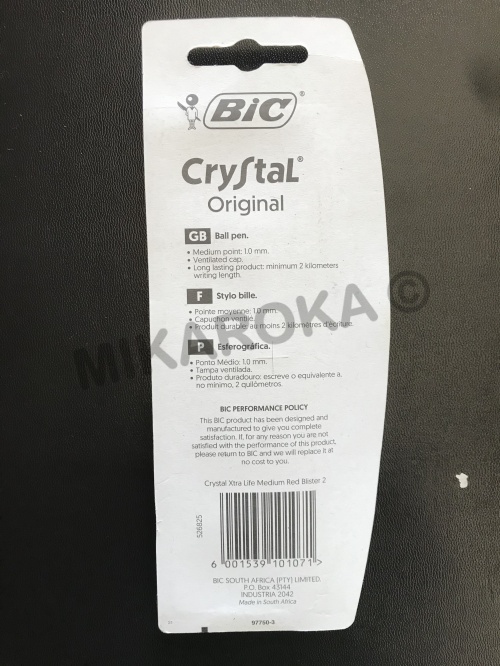 BiC®
Crystal®
Original
GB Ball pen.
• Medium point: 1.0 mm.
• Ventilated cap.
• Long lasting product: minimum 2 kilometers
writing length.
F Stylo bille.
• Pointe moyenne: 1.0 mm.
• Capuchon ventilé.
• Produit durable: au moins 2 kilomètres d'écriture.
MIKAROKA ©
P Esferográfica.
• Ponto Médio: 1.0 mm.
• Tampa ventilada.
• Produto duradouro: escreve o equivalente a,
no mínimo, 2 quilómetros.
BIC PERFORMANCE POLICY
This BIC product has been designed and
manufactured to give you complete
satisfaction. If, for any reason you are not
satisfied with the performance of this product,
please return to BIC and we will replace it at
no cost to you.
Crystal Xtra Life Medium Red Blister 2
526825
6 001539 101071 >
BIC SOUTH AFRICA (PTY) LIMITED.
P.O. Box 43144
INDUSTRIA 2042
Made in South Africa
97750-3